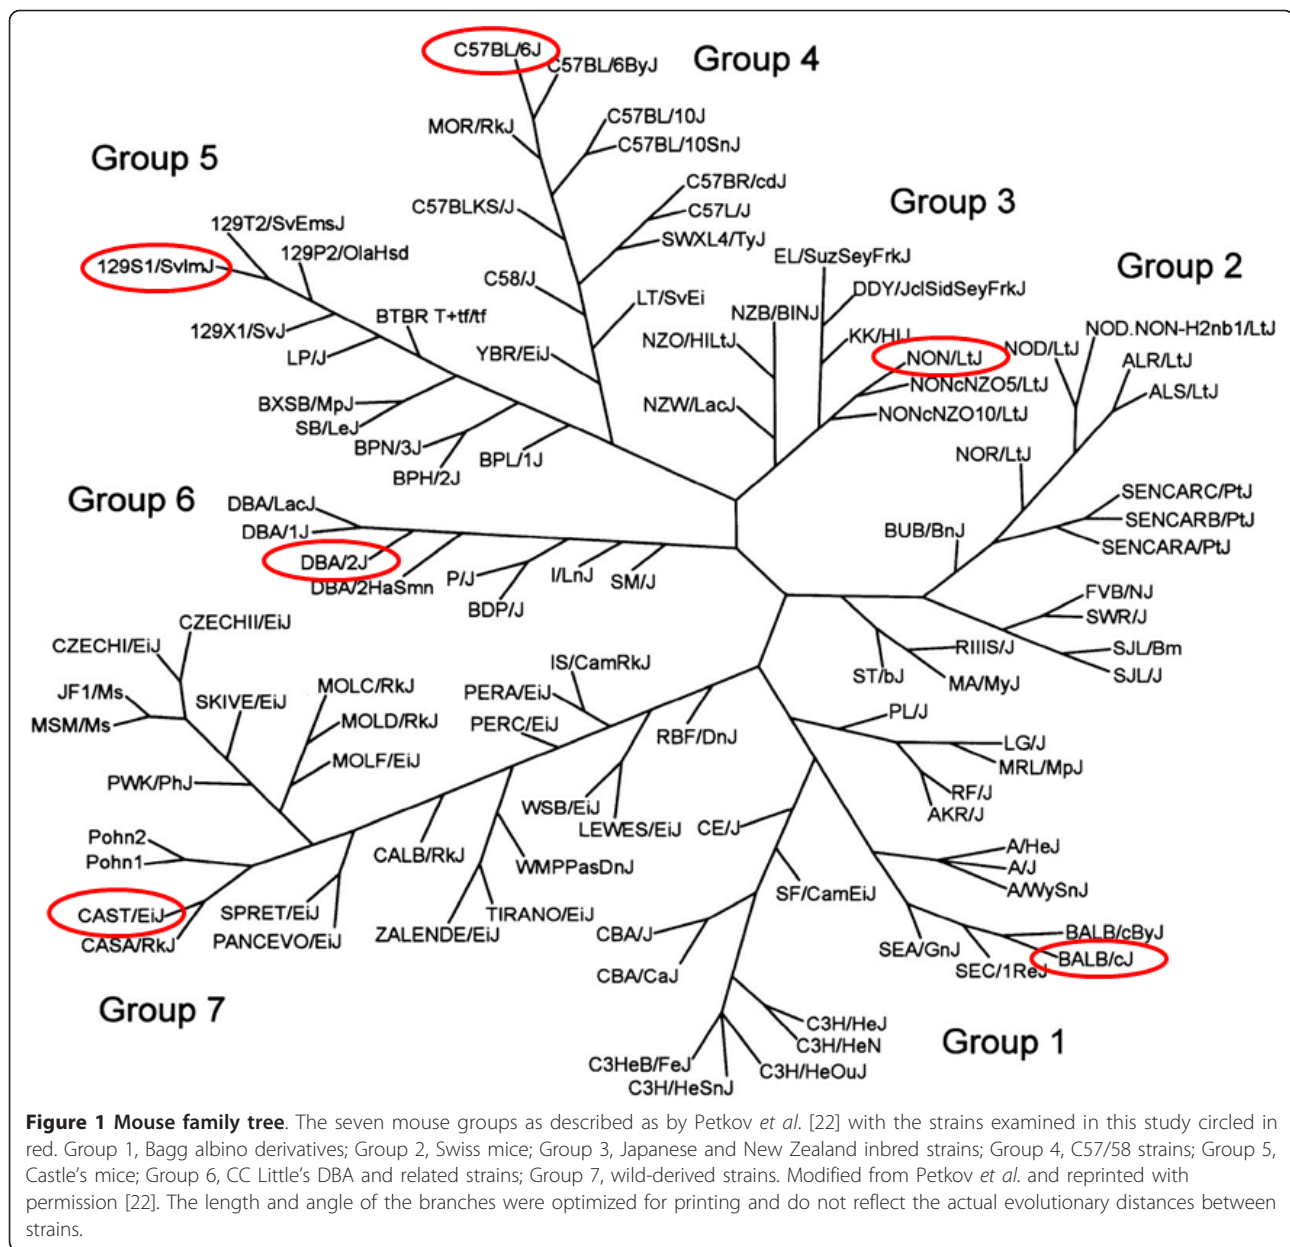 C57BL/6J
C57BL/6ByJ
Group 4
MOR/RkJ
C57BL/10J
C57BL/10SnJ
Group 5
C57BR/cdJ
C57L/J
SWXL4/TyJ
C57BLKS/J
Group 3
129T2/SvEmsJ
129P2/OlaHsd
129S1/SvImJ
EL/SuzSeyFrkJ
Group 2
C58/J
DDY/JclSidSeyFrkJ
LT/SvEi
NZB/BINJ
129X1/SvJ
BTBR T+tf/tf
NOD.NON-H2nb1/LtJ
NZO/HILtJ
KK/HIJ
NOD/LtJ
LP/J
YBR/EiJ
NON/LtJ
ALR/LtJ
NONcNZO5/LtJ
ALS/LtJ
BXSB/MpJ
NZW/LacJ
NONcNZO10/LtJ
SB/LeJ
BPN/3J
BPL/1J
NOR/LtJ
BPH/2J
Group 6
DBA/LacJ
SENCARC/PtJ
DBA/1J
BUB/BnJ
SENCARB/PtJ
SENCARA/PtJ
DBA/2J
DBA/2HaSmn
P/J
I/LnJ
SM/J
BDP/J
FVB/NJ
SWR/J
CZECHII/EiJ
CZECHI/EiJ
RIIIS/J
SJL/Bm
IS/CamRkJ
ST/bJ
MA/MyJ
SJL/J
JF1/Ms
SKIVE/EiJ
MOLC/RkJ
PERA/EiJ
MSM/Ms
MOLD/RkJ
PERC/EiJ
RBF/DnJ
PL/J
LG/J
MOLF/EiJ
MRL/MpJ
PWK/PhJ
RF/J
WSB/EiJ
AKR/J
LEWES/EiJ
CE/J
Pohn2
Pohn1
CALB/RkJ
WMPPasDnJ
A/HeJ
A/J
A/WySnJ
SF/CamEiJ
CAST/EiJ
SPRET/EiJ
TIRANO/EiJ
CASA/RkJ
PANCEVO/EiJ
ZALENDE/EiJ
CBA/J
BALB/cByJ
SEA/GnJ
BALB/cJ
CBA/CaJ
SEC/1ReJ
Group 7
C3H/HeJ
Group 1
C3H/HeN
C3HeB/FeJ
C3H/HeOuJ
C3H/HeSnJ
Figure 1 Mouse family tree. The seven mouse groups as described as by Petkov et al. [22] with the strains examined in this study circled in
red. Group 1, Bagg albino derivatives; Group 2, Swiss mice; Group 3, Japanese and New Zealand inbred strains; Group 4, C57/58 strains; Group 5,
Castle's mice; Group 6, CC Little's DBA and related strains; Group 7, wild-derived strains. Modified from Petkov et al. and reprinted with
permission [22]. The length and angle of the branches were optimized for printing and do not reflect the actual evolutionary distances between
strains.